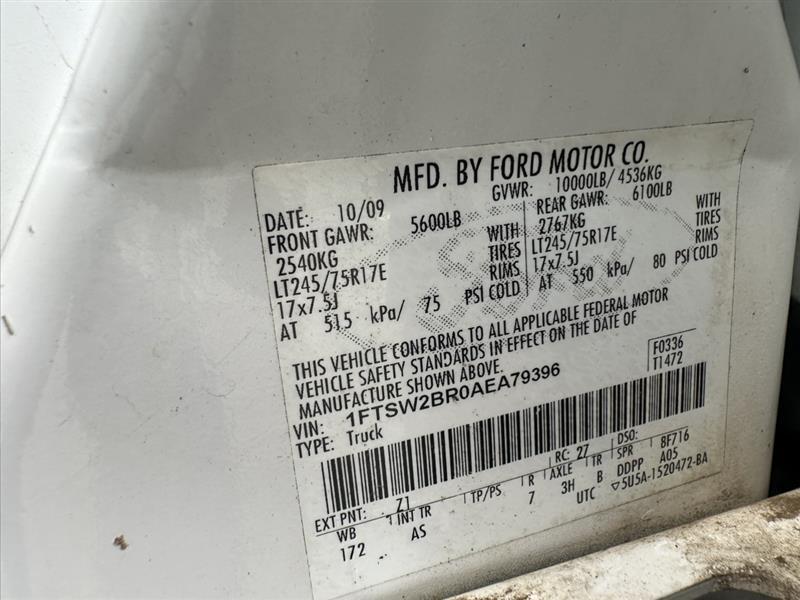 MFD. BY FORD MOTOR CO.
DATE: 10/09 GVWR: 10000LB/ 4536KG
FRONT GAWR: 5600LB REAR GAWR: 6100LB
2540KG WITH 2767KG WITH
LT245/75R17E TIRES LT245/75R17E TIRES
17x7.5J RIMS 17x7.5J RIMS
AT 515 kPa/ 75 PSI COLD AT 550 kPa/ 80 PSI COLD
THIS VEHICLE CONFORMS TO ALL APPLICABLE FEDERAL MOTOR
VEHICLE SAFETY STANDARDS IN EFFECT ON THE DATE OF
MANUFACTURE SHOWN ABOVE.
VIN: 1FTSW2BR0AEA79396
F0336
T1472
TYPE: Truck
EXT PNT: Z1 RC: 27 DSO:
WB INT TR TP/PS R AXLE TR SPR 8F716
172 AS 7 3H B DDPP A05
UTC ▽5U5A-1520472-BA